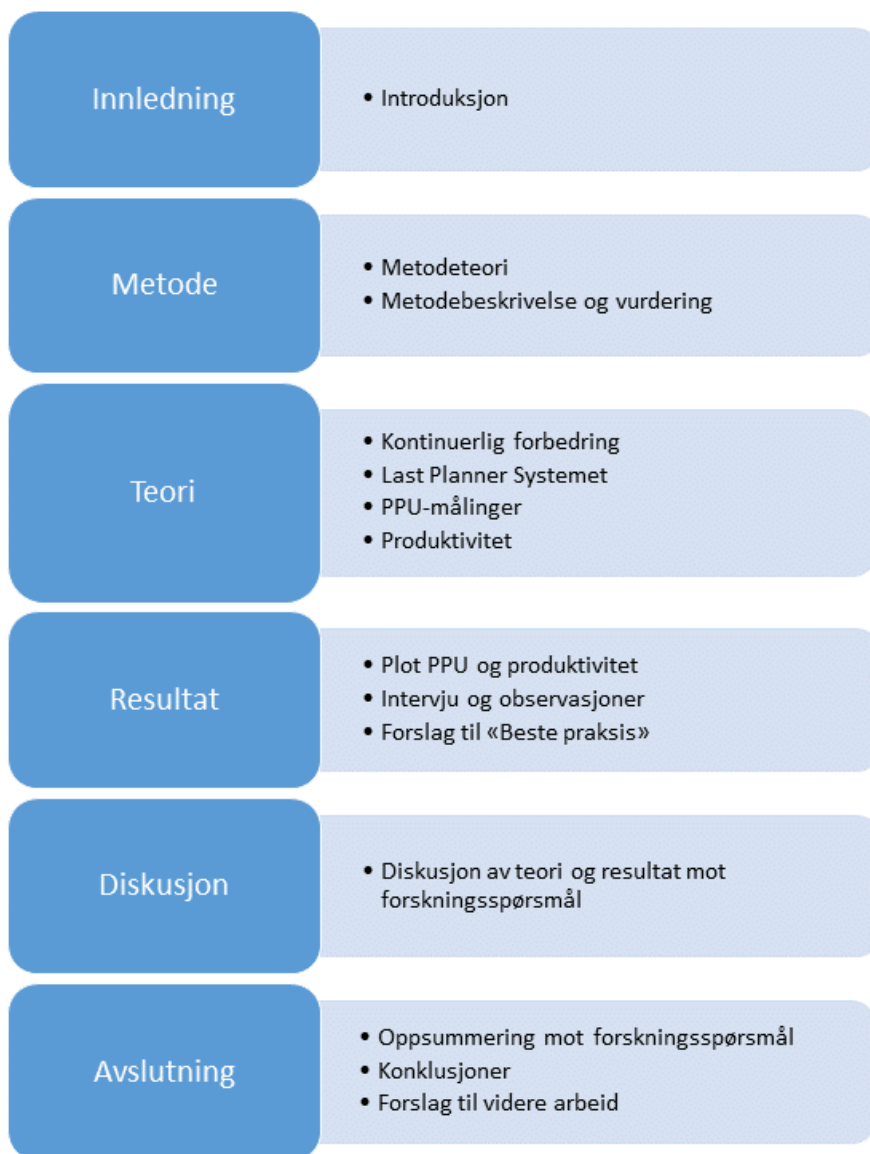 Innledning
• Introduksjon
Metode
• Metodeteori
• Metodebeskrivelse og vurdering
Teori
• Kontinuerlig forbedring
• Last Planner Systemet
• PPU-målinger
• Produktivitet
Resultat
• Plot PPU og produktivitet
• Intervju og observasjoner
• Forslag til «Beste praksis»
Diskusjon
• Diskusjon av teori og resultat mot
forskningsspørsmål
Avslutning
• Oppsummering mot forskningsspørsmål
• Konklusjoner
• Forslag til videre arbeid